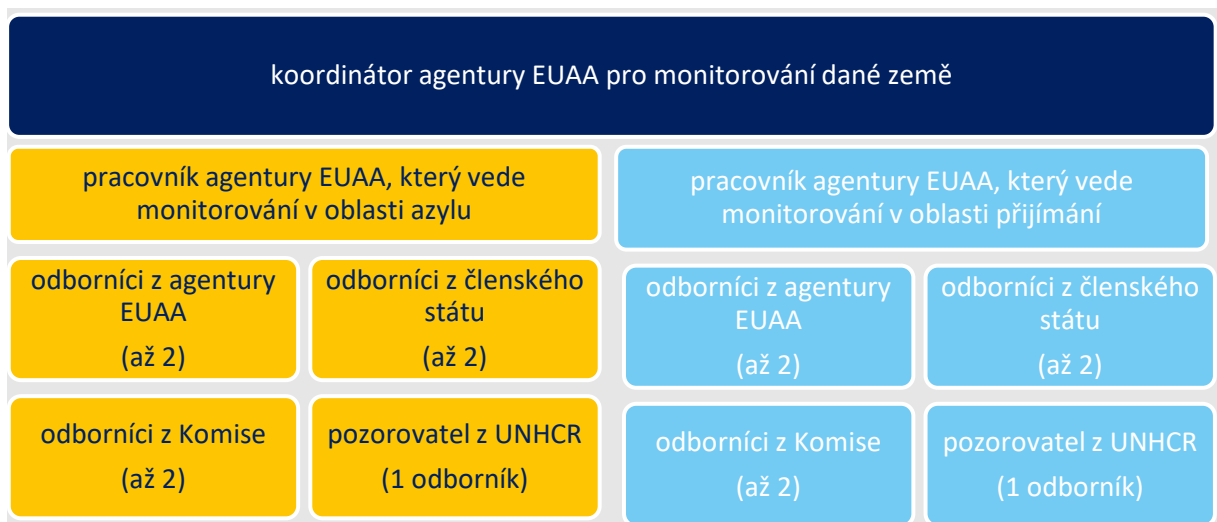 koordinátor agentury EUAA pro monitorování dané země
pracovník agentury EUAA, který vede
monitorování v oblasti azylu
pracovník agentury EUAA, který vede
monitorování v oblasti přijímání
odborníci z agentury
EUAA
(až 2)
odborníci z členského
státu
(až 2)
odborníci z agentury
EUAA
(až 2)
odborníci z členského
státu
(až 2)
odborníci z Komise
(až 2)
pozorovatel z UNHCR
(1 odborník)
odborníci z Komise
(až 2)
pozorovatel z UNHCR
(1 odborník)